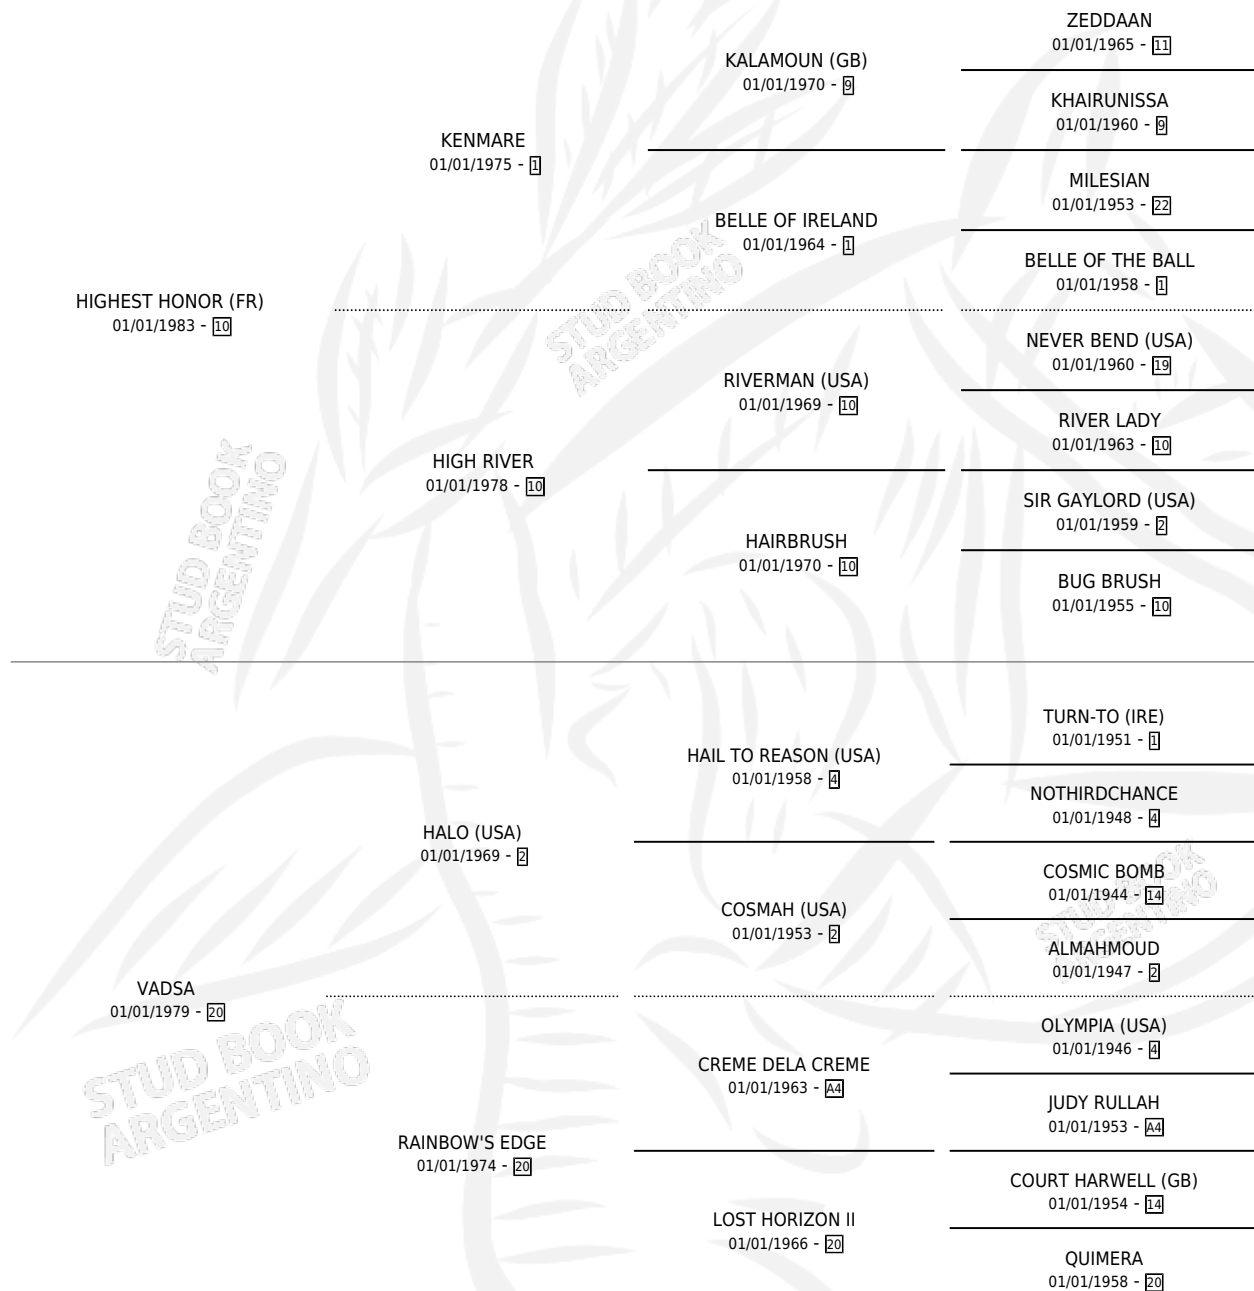 ZEDDAAN
01/01/1965 - 11
KALAMOUN (GB)
01/01/1970 - 9
KHAIRUNISSA
01/01/1960 - 9
KENMARE
01/01/1975 - 1
MILESIAN
01/01/1953 - 22
BELLE OF IRELAND
01/01/1964 - 1
BELLE OF THE BALL
01/01/1958 - 1
HIGHEST HONOR (FR)
01/01/1983 - 10
STUD BOOK
ARGENTINO
NEVER BEND (USA)
01/01/1960 - 19
RIVERMAN (USA)
01/01/1969 - 10
RIVER LADY
01/01/1963 - 10
HIGH RIVER
01/01/1978 - 10
SIR GAYLORD (USA)
01/01/1959 - 2
HAIRBRUSH
01/01/1970 - 10
BUG BRUSH
01/01/1955 - 10
STUD BOOK
ARGENTINO
TURN-TO (IRE)
01/01/1951 - 1
HAIL TO REASON (USA)
01/01/1958 - 4
NOTHIRDCHANCE
01/01/1948 - 4
HALO (USA)
01/01/1969 - 2
COSMIC BOMB
01/01/1944 - 14
STUD BOOK
ARGENTINO
COSMAH (USA)
01/01/1953 - 2
ALMAHMOUD
01/01/1947 - 2
VADSA
01/01/1979 - 20
OLYMPIA (USA)
01/01/1946 - 4
STUD BOOK
ARGENTINO
CREME DELA CREME
01/01/1963 - A4
JUDY RULLAH
01/01/1953 - A4
RAINBOW'S EDGE
01/01/1974 - 20
COURT HARWELL (GB)
01/01/1954 - 14
LOST HORIZON II
01/01/1966 - 20
QUIMERA
01/01/1958 - 20